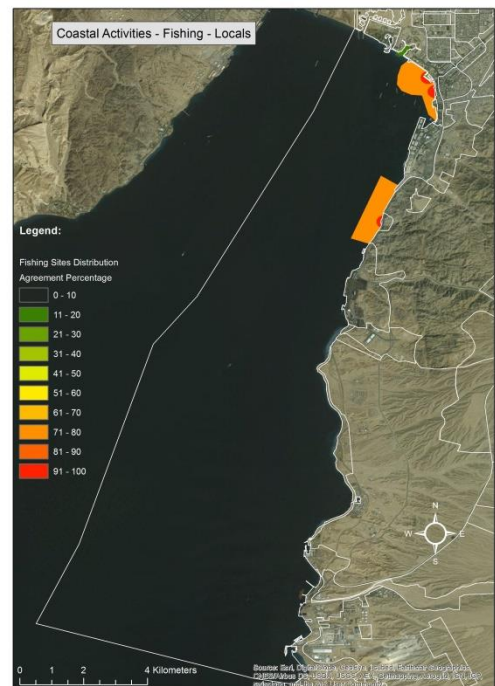 Coastal Activities - Fishing - Locals
Legend:
Fishing Sites Distribution
Agreement Percentage
0 - 10
11 - 20
21 - 30
31 - 40
41 - 50
51 - 60
61 - 70
71 - 80
81 - 90
91 - 100
N
W E
S
0 1 2 4 Kilometers
Source: Esri,